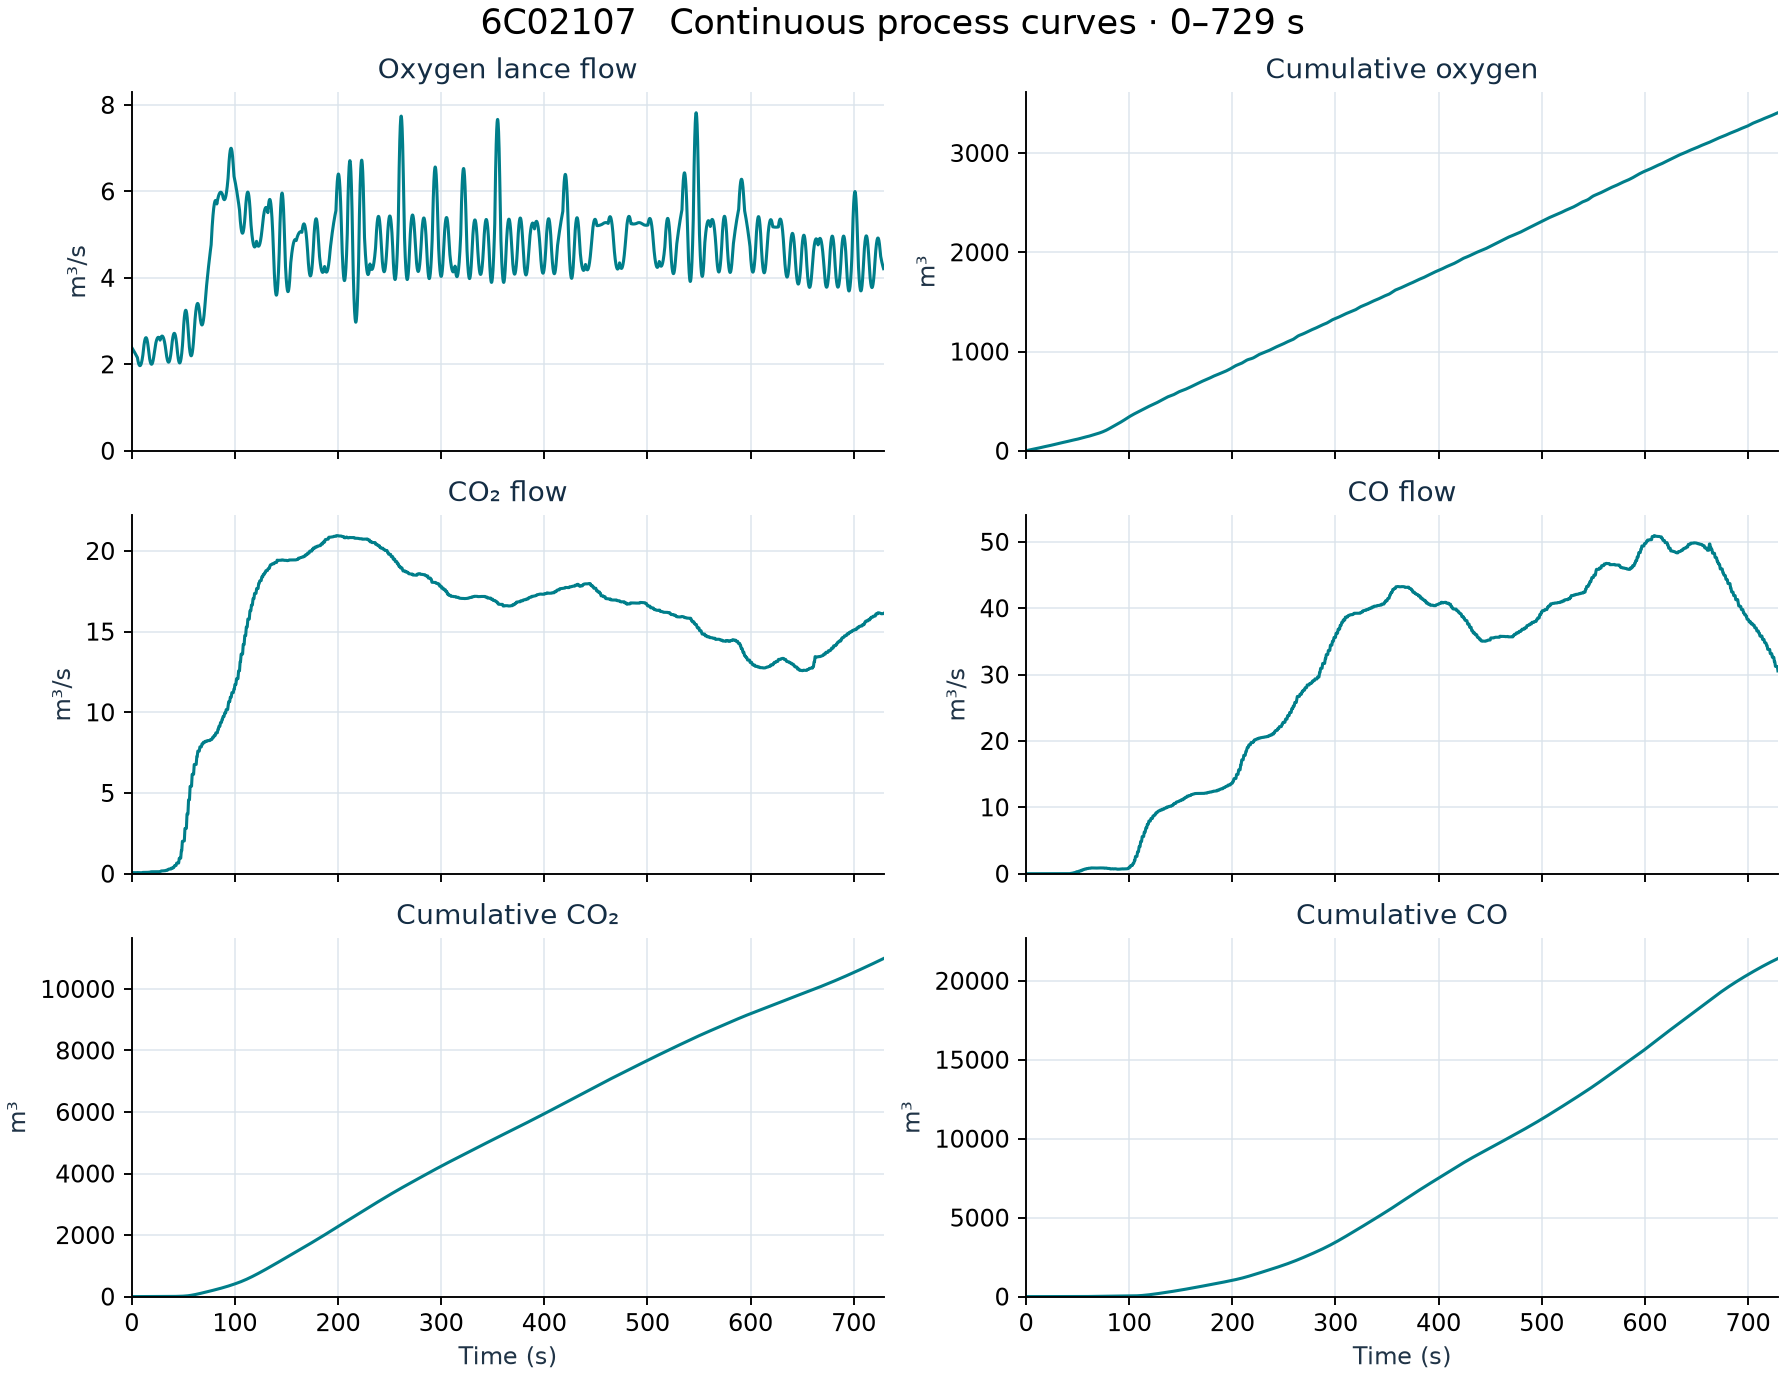 6C02107   Continuous process curves · 0–729 s
Oxygen lance flow
m³/s
8
6
4
2
0
Cumulative oxygen
m³
3000
2000
1000
0
CO₂ flow
m³/s
20
15
10
5
0
CO flow
m³/s
50
40
30
20
10
0
Cumulative CO₂
m³
10000
8000
6000
4000
2000
0
0 100 200 300 400 500 600 700
Time (s)
Cumulative CO
m³
20000
15000
10000
5000
0
0 100 200 300 400 500 600 700
Time (s)